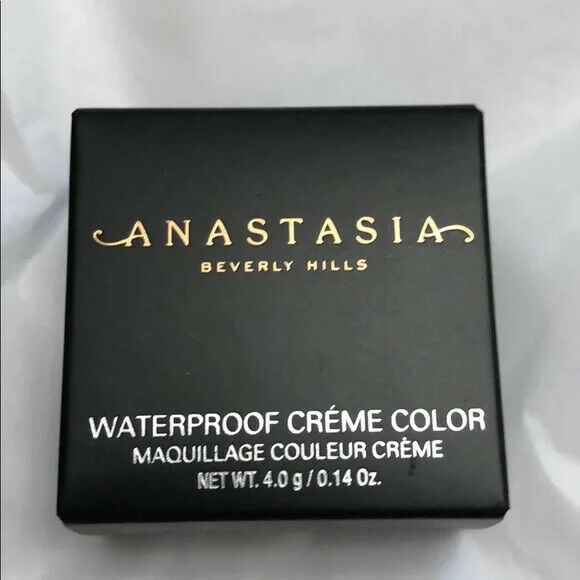 ANASTASIA
BEVERLY HILLS
WATERPROOF CRÉME COLOR
MAQUILLAGE COULEUR CRÈME
NET WT. 4.0 g / 0.14 Oz.